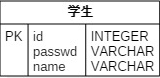 学生
PK id INTEGER
passwd VARCHAR
name VARCHAR